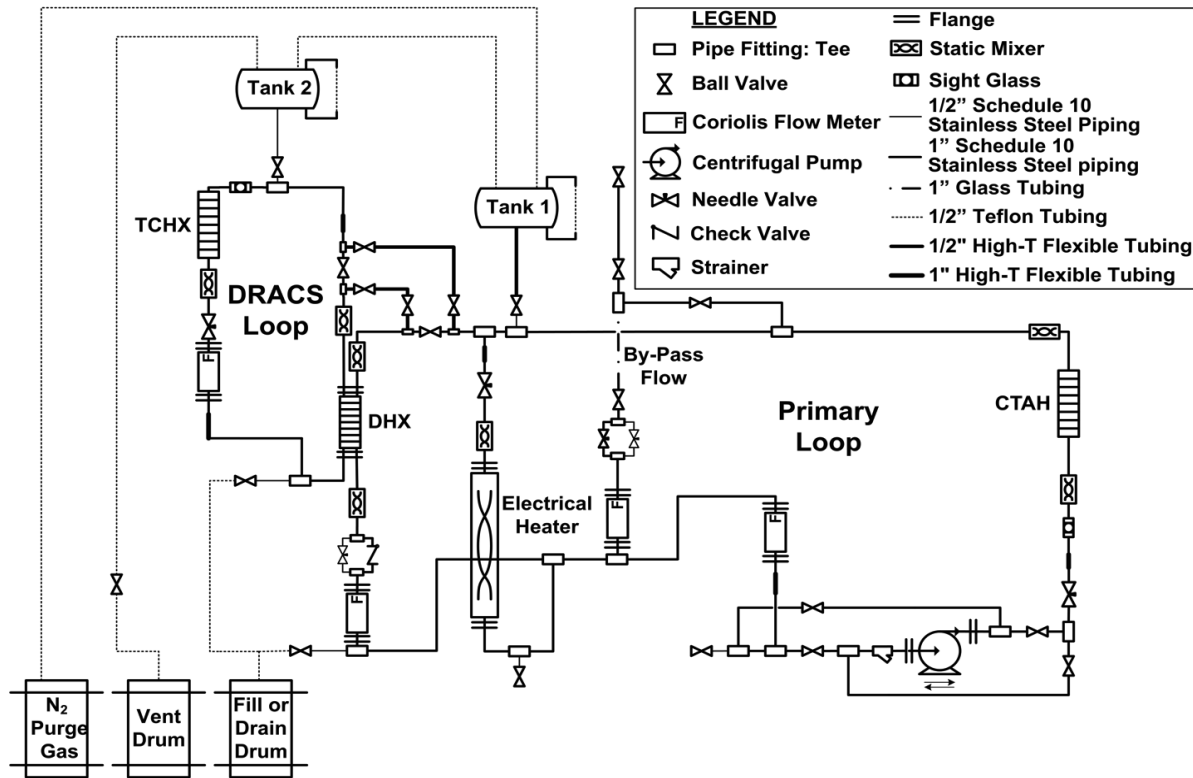 LEGEND
Pipe Fitting: Tee
Ball Valve
Coriolis Flow Meter
F
Centrifugal Pump
Needle Valve
Check Valve
Strainer
Flange
Static Mixer
Sight Glass
1/2” Schedule 10
Stainless Steel Piping
1” Schedule 10
Stainless Steel piping
1” Glass Tubing
1/2” Teflon Tubing
1/2" High-T Flexible Tubing
1" High-T Flexible Tubing
Tank 2
Tank 1
TCHX
DRACS
Loop
F
DHX
By-Pass
Flow
Primary
Loop
CTAH
Electrical
Heater
F
F
F
N2
Purge
Gas
Vent
Drum
Fill or
Drain
Drum